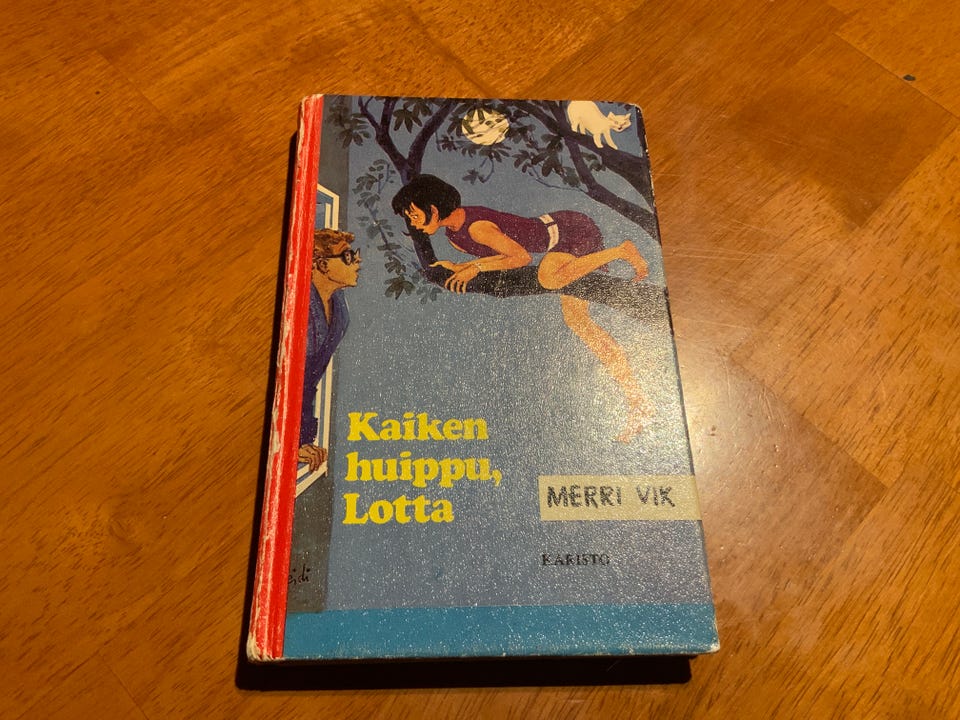 Kaiken
huippu,
Lotta
MERRI VIK
KARISTO